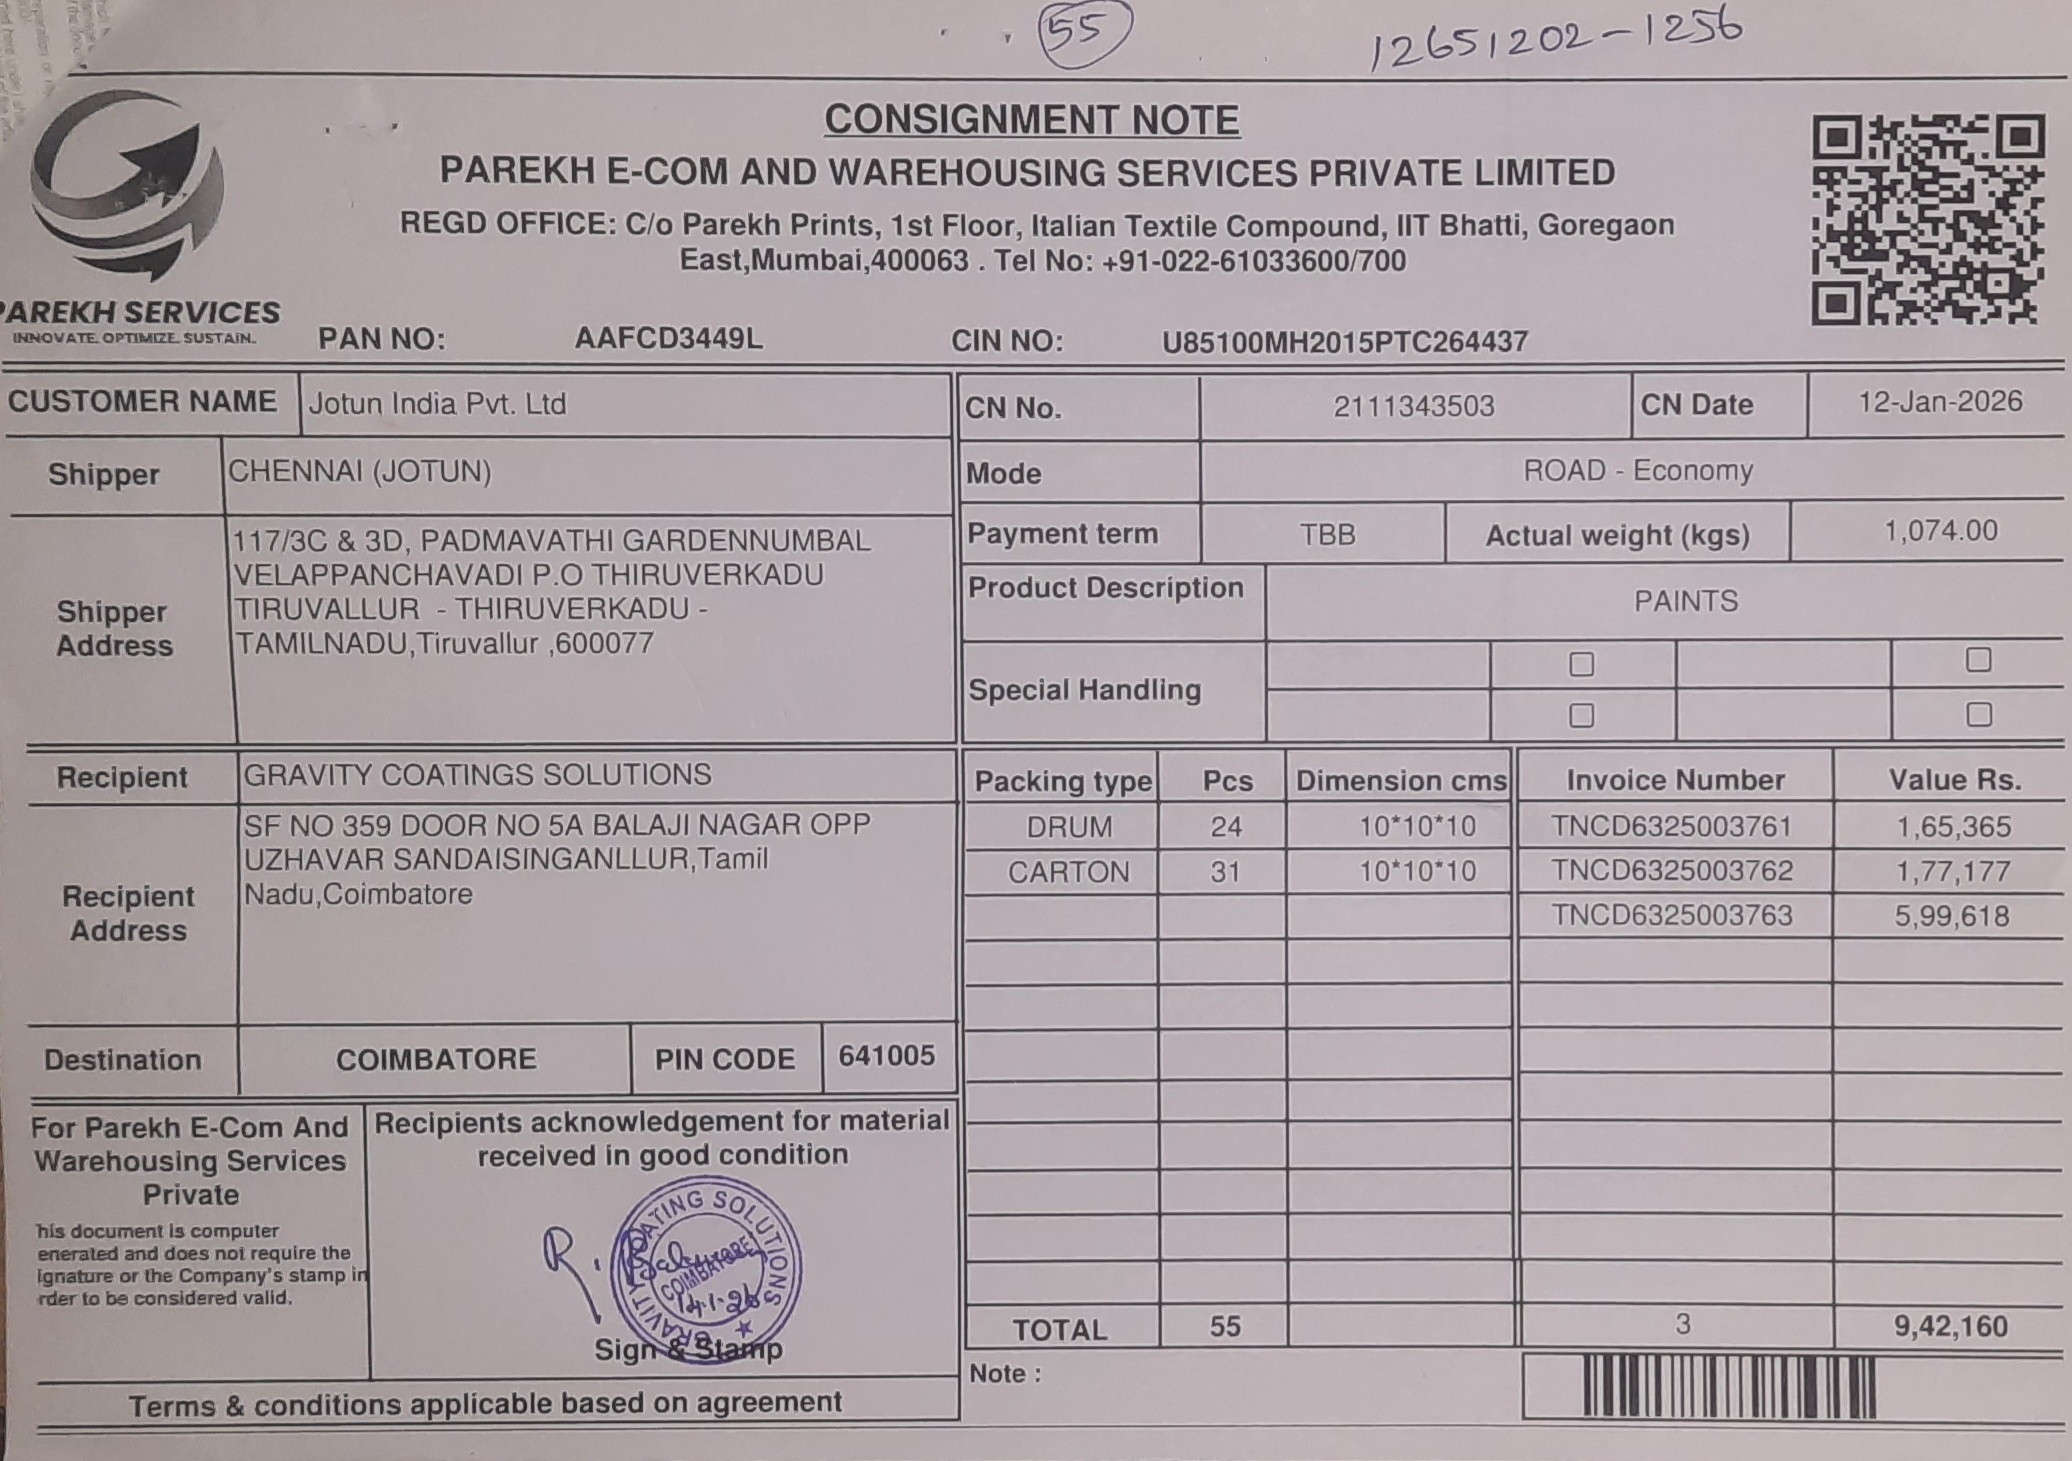 55
12651202-1256
CONSIGNMENT NOTE
PAREKH E-COM AND WAREHOUSING SERVICES PRIVATE LIMITED
REGD OFFICE: C/o Parekh Prints, 1st Floor, Italian Textile Compound, IIT Bhatti, Goregaon
East,Mumbai,400063 . Tel No: +91-022-61033600/700
PAREKH SERVICES
INNOVATE. OPTIMIZE. SUSTAIN.
PAN NO: AAFCD3449L CIN NO: U85100MH2015PTC264437
CUSTOMER NAME Jotun India Pvt. Ltd
CN No. 2111343503 CN Date 12-Jan-2026
Shipper CHENNAI (JOTUN)
Mode ROAD - Economy
Payment term TBB Actual weight (kgs) 1,074.00
Shipper Address
117/3C & 3D, PADMAVATHI GARDENNUMBAL
VELAPPANCHAVADI P.O THIRUVERKADU
TIRUVALLUR - THIRUVERKADU -
TAMILNADU,Tiruvallur ,600077
Product Description PAINTS
Special Handling
Recipient GRAVITY COATINGS SOLUTIONS
Recipient Address
SF NO 359 DOOR NO 5A BALAJI NAGAR OPP
UZHAVAR SANDAISINGANLLUR,Tamil
Nadu,Coimbatore
Destination COIMBATORE PIN CODE 641005
Packing type Pcs Dimension cms Invoice Number Value Rs.
DRUM 24 10*10*10 TNCD6325003761 1,65,365
CARTON 31 10*10*10 TNCD6325003762 1,77,177
TNCD6325003763 5,99,618
TOTAL 55 3 9,42,160
Note :
For Parekh E-Com And
Warehousing Services
Private
his document is computer
enerated and does not require the
ignature or the Company's stamp in
rder to be considered valid.
Recipients acknowledgement for material
received in good condition
GRAVITY COATING SOLUTIONS
COIMBATORE
R.
14.1.26
Sign & Stamp
Terms & conditions applicable based on agreement